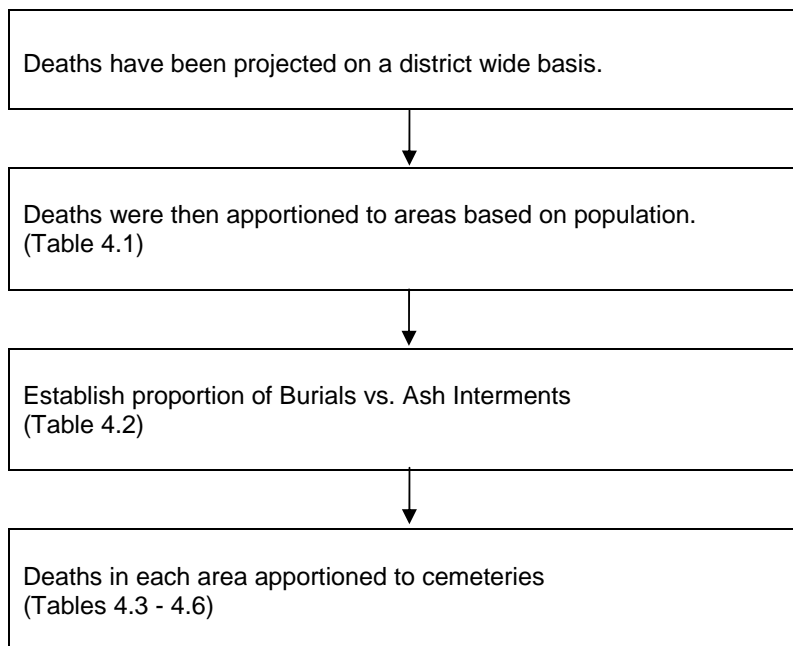 Deaths have been projected on a district wide basis.
Deaths were then apportioned to areas based on population.
(Table 4.1)
Establish proportion of Burials vs. Ash Interments
(Table 4.2)
Deaths in each area apportioned to cemeteries
(Tables 4.3 - 4.6)